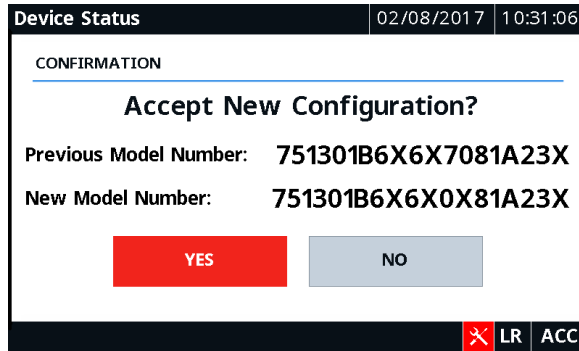 Device Status 02/08/2017 10:31:06
CONFIRMATION
Accept New Configuration?
Previous Model Number: 751301B6X6X7081A23X
New Model Number: 751301B6X6X0X81A23X
YES NO
LR ACC